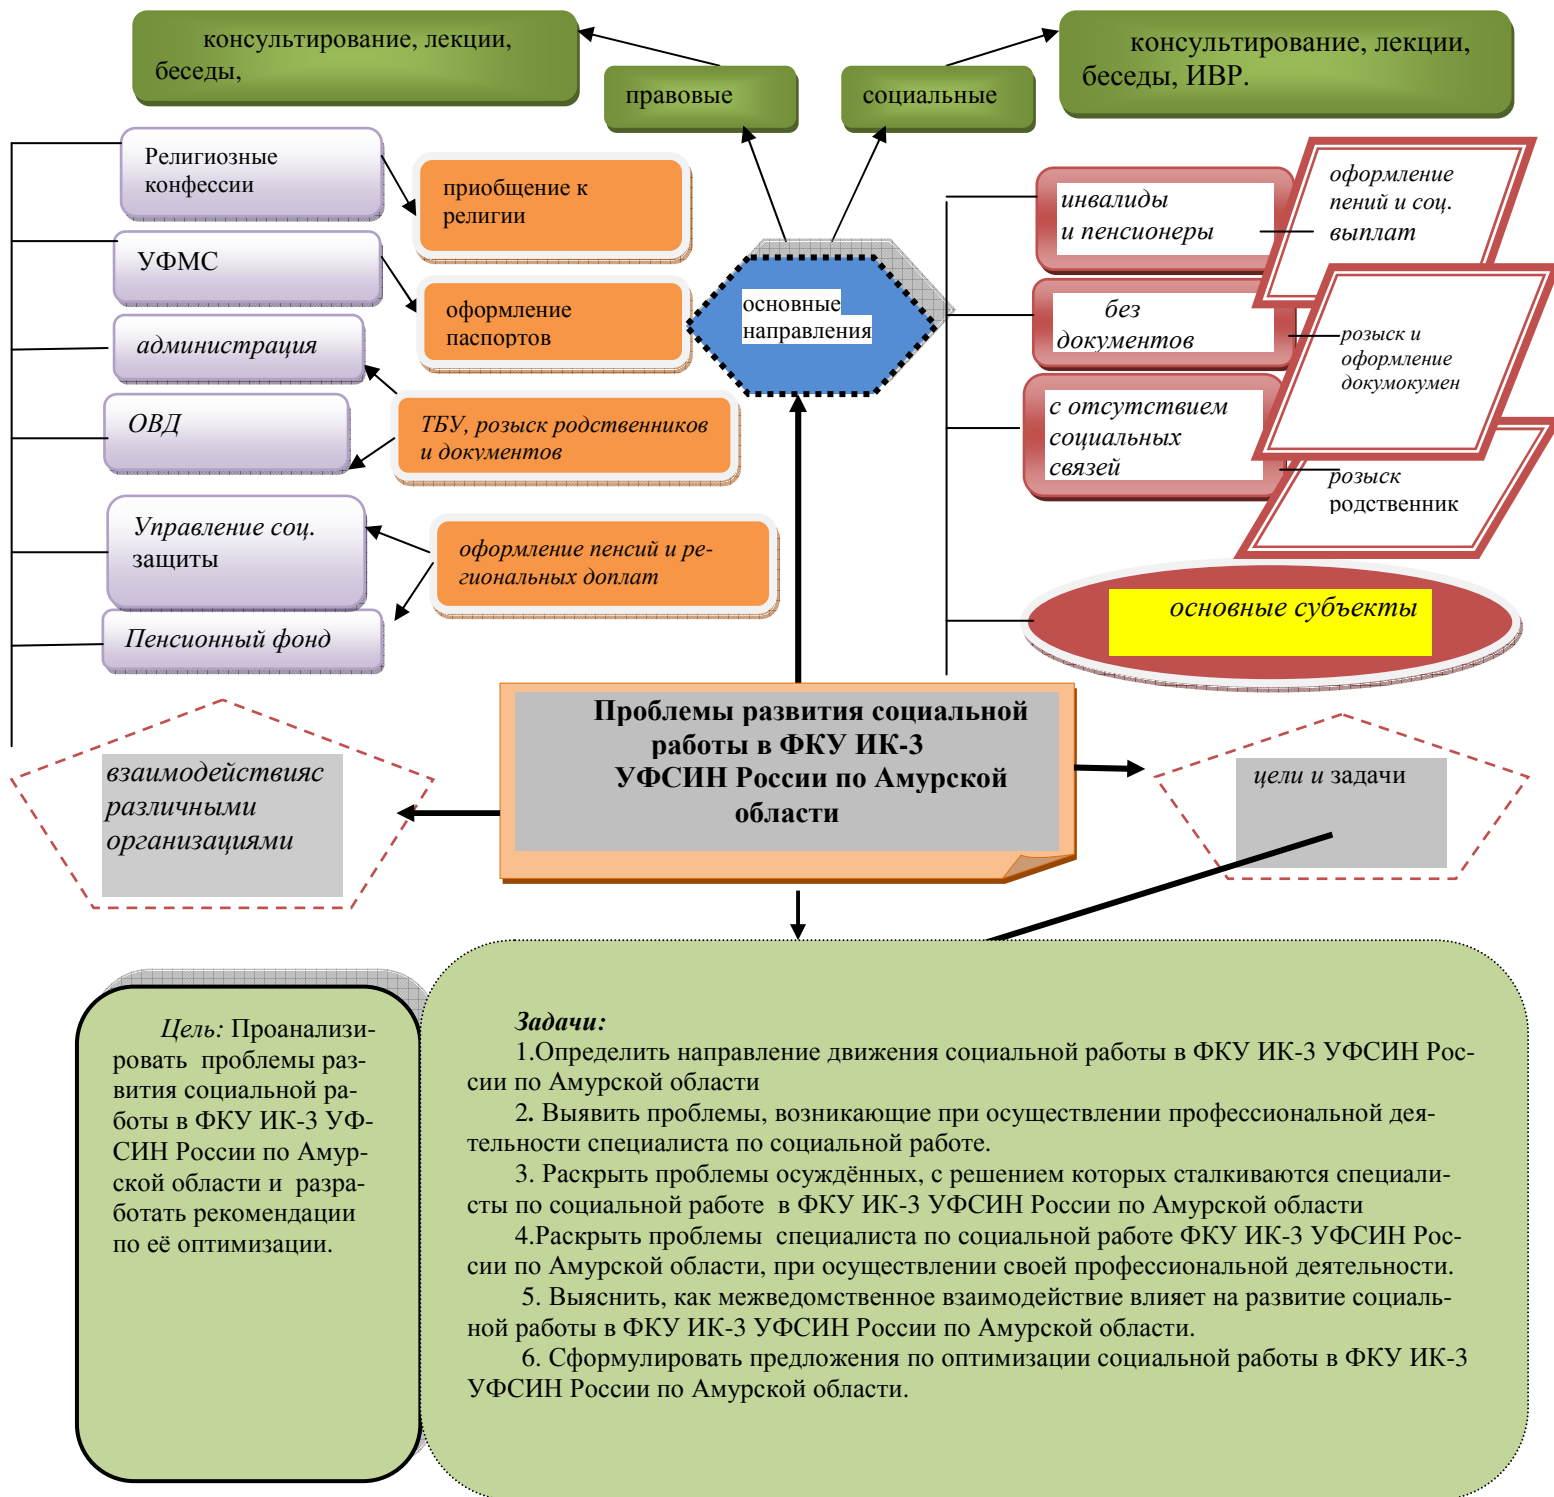 консультирование, лекции,
беседы,
консультирование, лекции,
беседы, ИВР.
правовые
социальные
Религиозные
конфессии
приобщение к
религии
УФМС
оформление
паспортов
администрация
ОВД
ТБУ, розыск родственников
и документов
Управление соц.
защиты
оформление пенсий и ре-
гиональных доплат
Пенсионный фонд
основные
направления
инвалиды
и пенсионеры
оформление
пений и соц.
выплат
без
документов
розыск и
оформление
докумокумен
с отсутствием
социальных
связей
розыск
родственник
основные субъекты
Проблемы развития социальной
работы в ФКУ ИК-3
УФСИН России по Амурской
области
взаимодействияс
различными
организациями
цели и задачи
Цель: Проанализи-
ровать проблемы раз-
вития социальной ра-
боты в ФКУ ИК-3 УФ-
СИН России по Амур-
ской области и разра-
ботать рекомендации
по её оптимизации.
Задачи:
1.Определить направление движения социальной работы в ФКУ ИК-3 УФСИН Рос-
сии по Амурской области
2. Выявить проблемы, возникающие при осуществлении профессиональной дея-
тельности специалиста по социальной работе.
3. Раскрыть проблемы осуждённых, с решением которых сталкиваются специали-
сты по социальной работе в ФКУ ИК-3 УФСИН России по Амурской области
4.Раскрыть проблемы специалиста по социальной работе ФКУ ИК-3 УФСИН Рос-
сии по Амурской области, при осуществлении своей профессиональной деятельности.
5. Выяснить, как межведомственное взаимодействие влияет на развитие социаль-
ной работы в ФКУ ИК-3 УФСИН России по Амурской области.
6. Сформулировать предложения по оптимизации социальной работы в ФКУ ИК-3
УФСИН России по Амурской области.